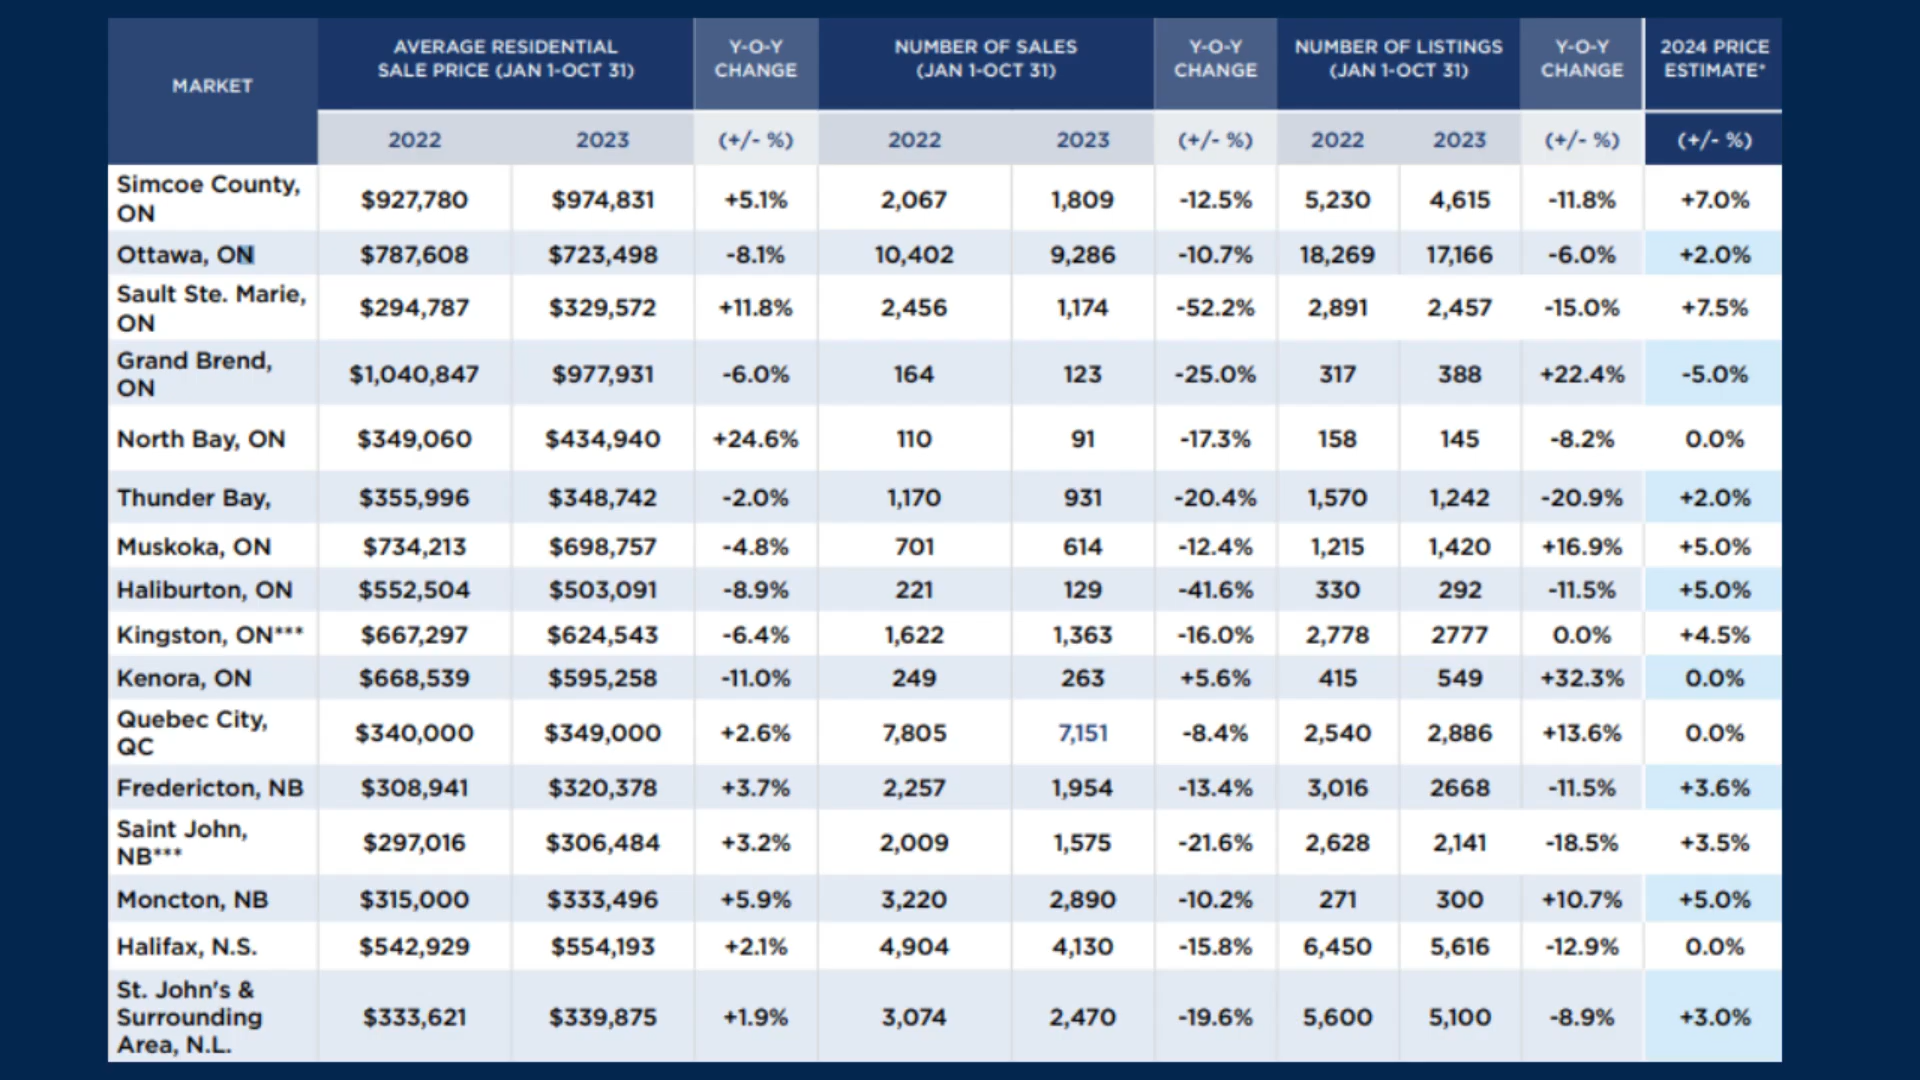 MARKET
AVERAGE RESIDENTIAL
SALE PRICE (JAN 1-OCT 31)
Y-O-Y
CHANGE
NUMBER OF SALES
(JAN 1-OCT 31)
Y-O-Y
CHANGE
NUMBER OF LISTINGS
(JAN 1-OCT 31)
Y-O-Y
CHANGE
2024 PRICE
ESTIMATE*
2022 2023 (+/- %) 2022 2023 (+/- %) 2022 2023 (+/- %) (+/- %)
Simcoe County,
ON
$927,780 $974,831 +5.1% 2,067 1,809 -12.5% 5,230 4,615 -11.8% +7.0%
Ottawa, ON $787,608 $723,498 -8.1% 10,402 9,286 -10.7% 18,269 17,166 -6.0% +2.0%
Sault Ste. Marie,
ON
$294,787 $329,572 +11.8% 2,456 1,174 -52.2% 2,891 2,457 -15.0% +7.5%
Grand Brend,
ON
$1,040,847 $977,931 -6.0% 164 123 -25.0% 317 388 +22.4% -5.0%
North Bay, ON $349,060 $434,940 +24.6% 110 91 -17.3% 158 145 -8.2% 0.0%
Thunder Bay, $355,996 $348,742 -2.0% 1,170 931 -20.4% 1,570 1,242 -20.9% +2.0%
Muskoka, ON $734,213 $698,757 -4.8% 701 614 -12.4% 1,215 1,420 +16.9% +5.0%
Haliburton, ON $552,504 $503,091 -8.9% 221 129 -41.6% 330 292 -11.5% +5.0%
Kingston, ON*** $667,297 $624,543 -6.4% 1,622 1,363 -16.0% 2,778 2777 0.0% +4.5%
Kenora, ON $668,539 $595,258 -11.0% 249 263 +5.6% 415 549 +32.3% 0.0%
Quebec City,
QC
$340,000 $349,000 +2.6% 7,805 7,151 -8.4% 2,540 2,886 +13.6% 0.0%
Fredericton, NB $308,941 $320,378 +3.7% 2,257 1,954 -13.4% 3,016 2668 -11.5% +3.6%
Saint John,
NB***
$297,016 $306,484 +3.2% 2,009 1,575 -21.6% 2,628 2,141 -18.5% +3.5%
Moncton, NB $315,000 $333,496 +5.9% 3,220 2,890 -10.2% 271 300 +10.7% +5.0%
Halifax, N.S. $542,929 $554,193 +2.1% 4,904 4,130 -15.8% 6,450 5,616 -12.9% 0.0%
St. John's &
Surrounding
Area, N.L.
$333,621 $339,875 +1.9% 3,074 2,470 -19.6% 5,600 5,100 -8.9% +3.0%